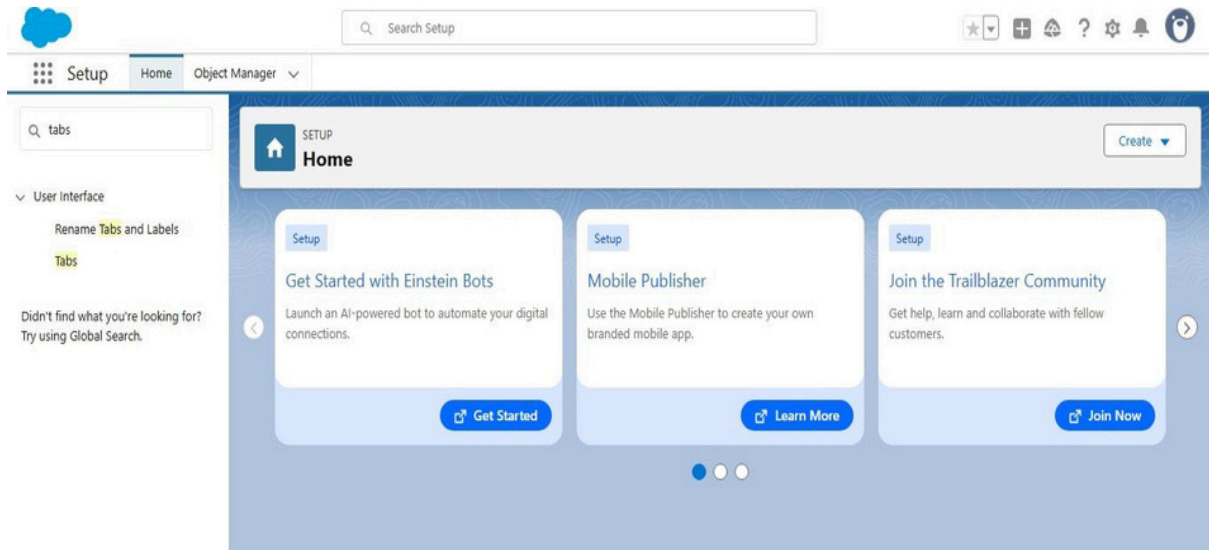 Search Setup
Setup
Home
Object Manager
tabs
User Interface
Rename Tabs and Labels
Tabs
Didn't find what you're looking for?
Try using Global Search.
SETUP
Home
Create
Setup
Get Started with Einstein Bots
Launch an AI-powered bot to automate your digital
connections.
Get Started
Setup
Mobile Publisher
Use the Mobile Publisher to create your own
branded mobile app.
Learn More
Setup
Join the Trailblazer Community
Get help, learn and collaborate with fellow
customers.
Join Now